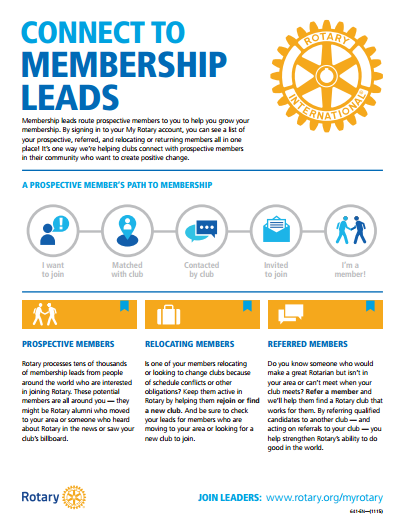 CONNECT TO
MEMBERSHIP
LEADS
ROTARY
INTERNATIONAL
Membership leads route prospective members to you to help you grow your
membership. By signing in to your My Rotary account, you can see a list of
your prospective, referred, and relocating or returning members all in one
place! It's one way we're helping clubs connect with prospective members
in their community who want to create positive change.
A PROSPECTIVE MEMBER'S PATH TO MEMBERSHIP
I want
to join
Matched
with club
Contacted
by club
Invited
to join
I'm a
member!
PROSPECTIVE MEMBERS
Rotary processes tens of thousands
of membership leads from people
around the world who are interested
in joining Rotary. These potential
members are all around you — they
might be Rotary alumni who moved
to your area or someone who heard
about Rotary in the news or saw your
club's billboard.
RELOCATING MEMBERS
Is one of your members relocating
or looking to change clubs because
of schedule conflicts or other
obligations? Keep them active in
Rotary by helping them rejoin or find
a new club. And be sure to check
your leads for members who are
moving to your area or looking for a
new club to join.
REFERRED MEMBERS
Do you know someone who would
make a great Rotarian but isn't in
your area or can't meet when your
club meets? Refer a member and
we'll help them find a Rotary club that
works for them. By referring qualified
candidates to another club — and
acting on referrals to your club — you
help strengthen Rotary's ability to do
good in the world.
Rotary
JOIN LEADERS: www.rotary.org/myrotary
641-EN—(1115)